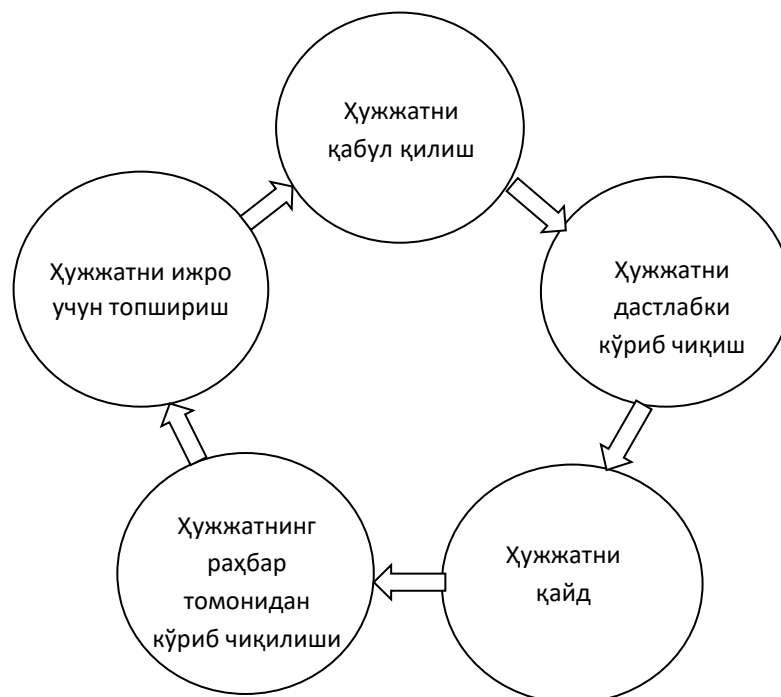 Ҳужжатни
қабул қилиш
Ҳужжатни
дастлабки
кўриб чиқиш
Ҳужжатни
қайд
Ҳужжатнинг
раҳбар
томонидан
кўриб чиқилиши
Ҳужжатни ижро
учун топшириш